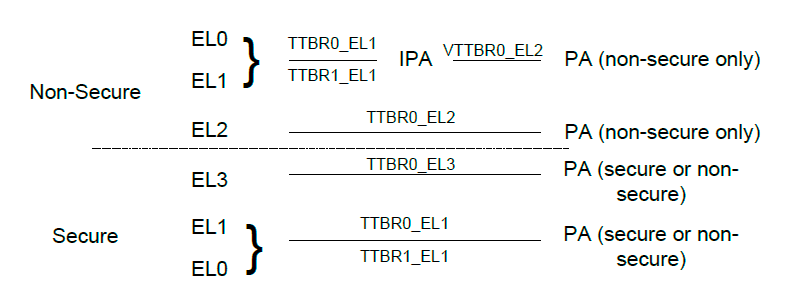 EL0
TTBR0_EL1
IPA
VTTBR0_EL2
PA (non-secure only)
TTBR1_EL1
EL1
Non-Secure
EL2
TTBR0_EL2
PA (non-secure only)
EL3
TTBR0_EL3
PA (secure or non-
secure)
EL1
TTBR0_EL1
PA (secure or non-
secure)
Secure
TTBR1_EL1
EL0